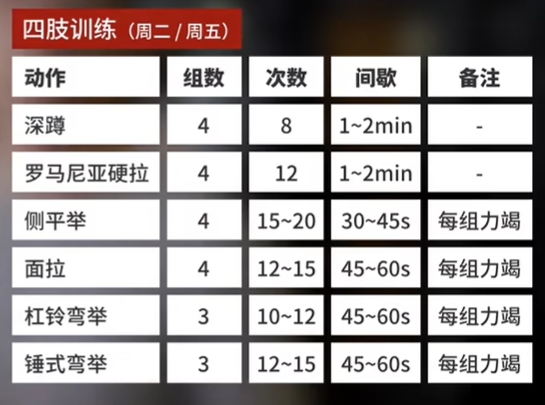 四肢训练（周二 / 周五）
动作 组数 次数 间歇 备注
深蹲 4 8 1~2min -
罗马尼亚硬拉 4 12 1~2min -
侧平举 4 15~20 30~45s 每组力竭
面拉 4 12~15 45~60s 每组力竭
杠铃弯举 3 10~12 45~60s 每组力竭
锤式弯举 3 12~15 45~60s 每组力竭